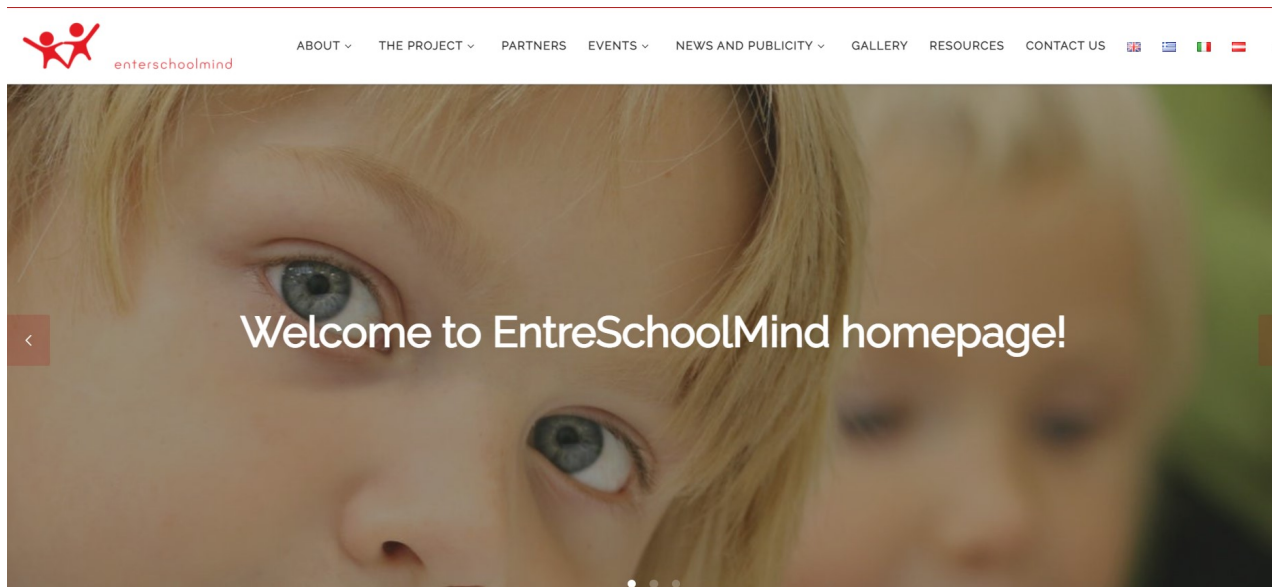 enterschoolmind
ABOUT THE PROJECT PARTNERS EVENTS NEWS AND PUBLICITY GALLERY RESOURCES CONTACT US
Welcome to EntreSchoolMind homepage!